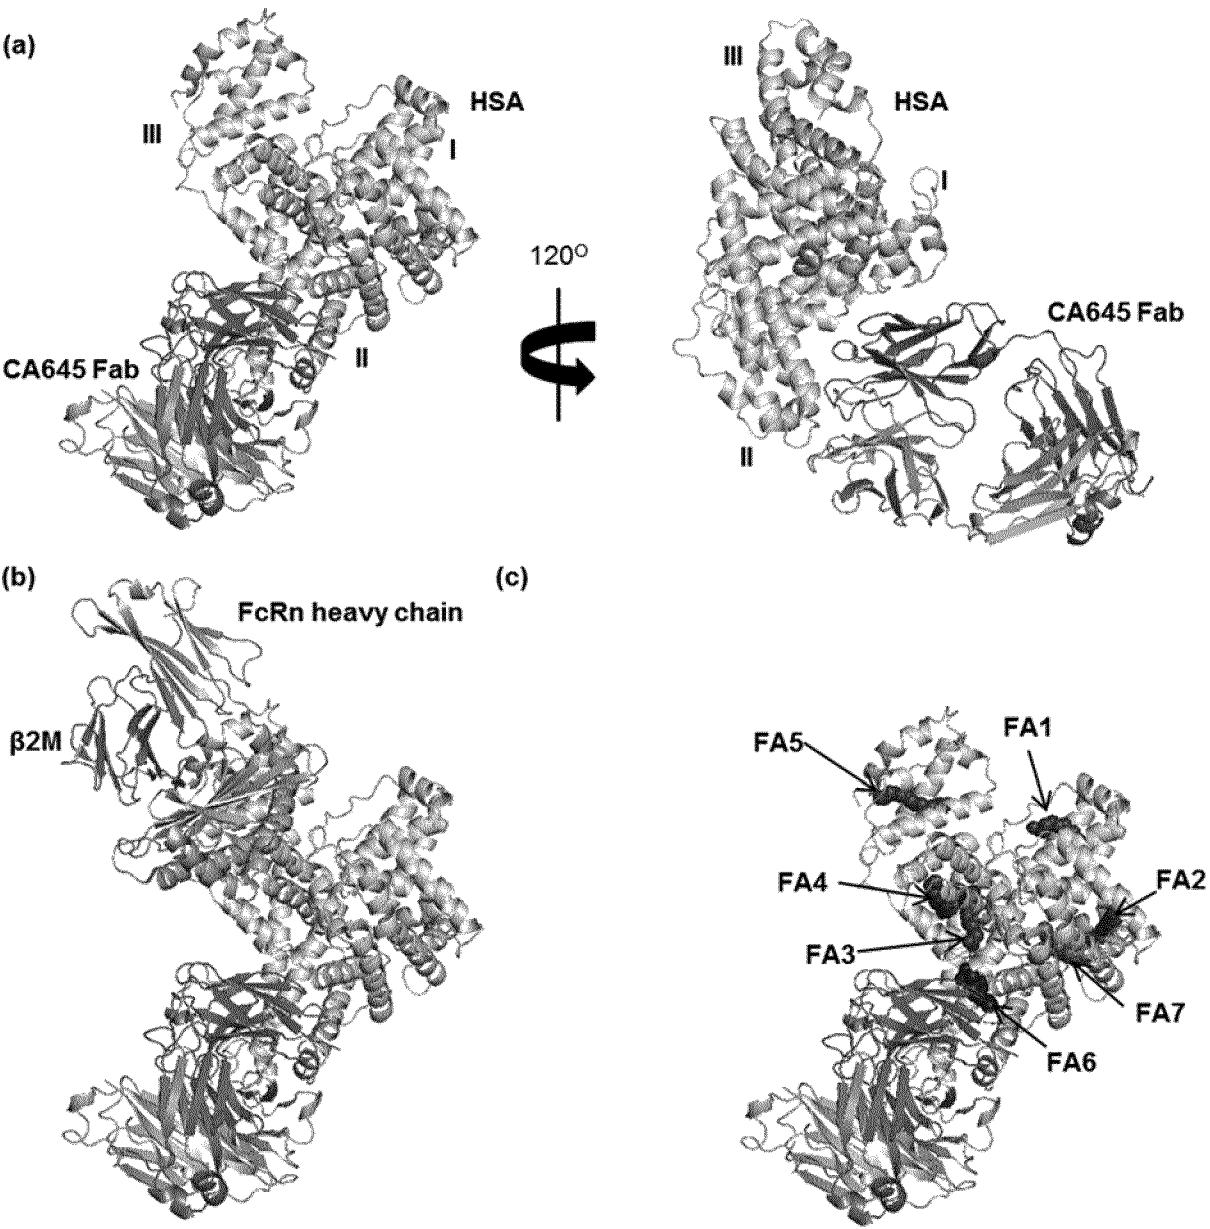 (a)
III
HSA
I
CA645 Fab
II
120°
III
HSA
I
CA645 Fab
II
(b)
FcRn heavy chain
β2M
(c)
FA5
FA1
FA4
FA2
FA3
FA7
FA6